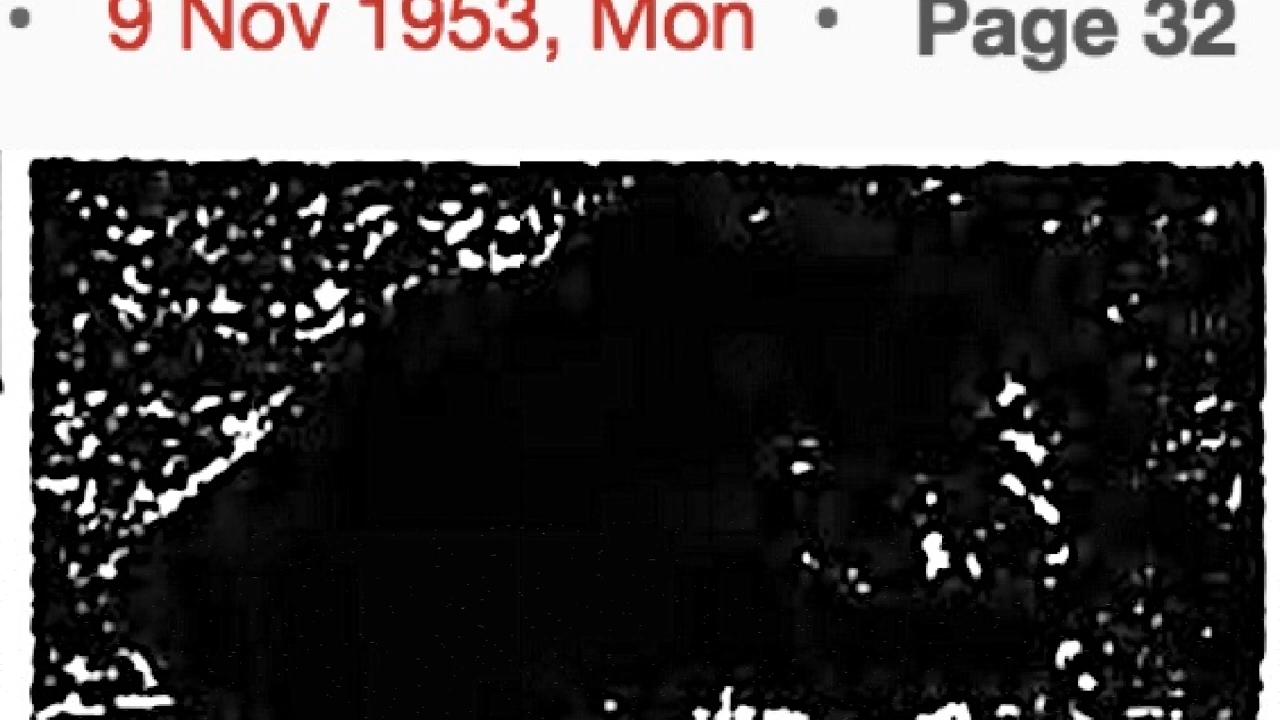 • 9 Nov 1953, Mon • Page 32